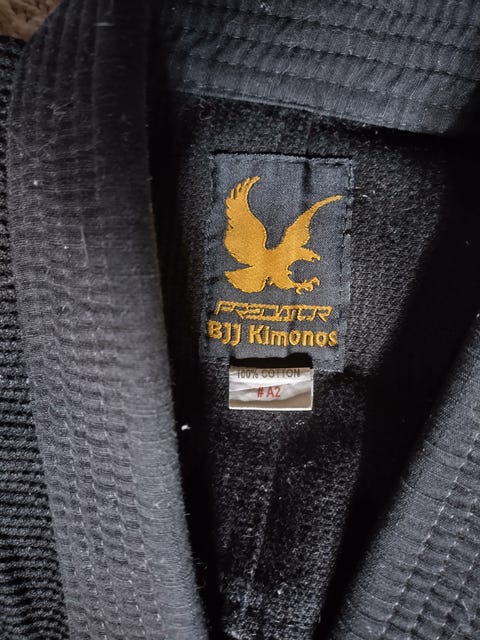 PREDATOR
BJJ Kimonos
100% COTTON
# A2